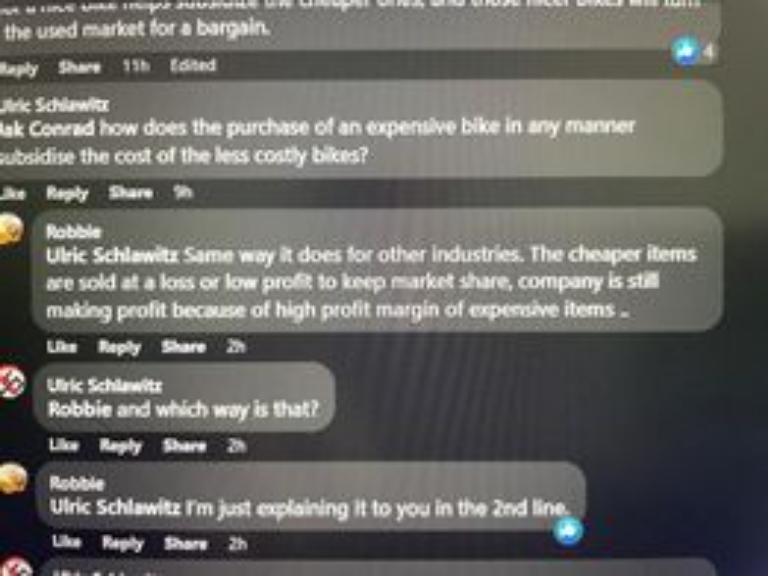 the used market for a bargain.
Reply Share 11h Edited
4
Ulric Schlawitz
Conrad how does the purchase of an expensive bike in any manner
subsidise the cost of the less costly bikes?
Like Reply Share 9h
Robbie
Ulric Schlawitz Same way it does for other industries. The cheaper items
are sold at a loss or low profit to keep market share, company is still
making profit because of high profit margin of expensive items ..
Like Reply Share 2h
Ulric Schlawitz
Robbie and which way is that?
Like Reply Share 2h
Robbie
Ulric Schlawitz I'm just explaining it to you in the 2nd line.
Like Reply Share 2h